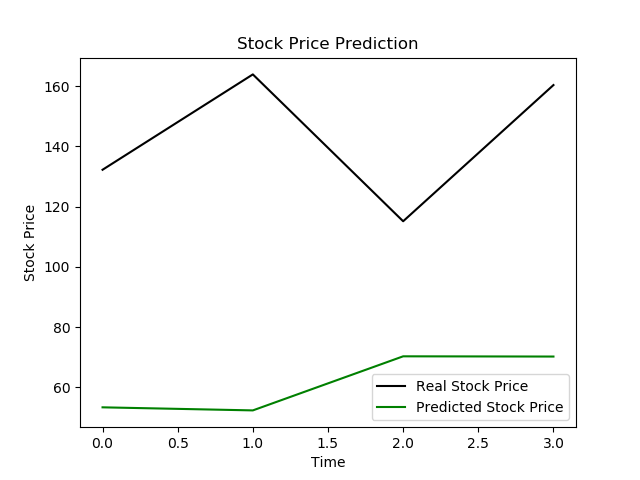 Stock Price Prediction
160
140
120
100
80
60
Stock Price
Real Stock Price
Predicted Stock Price
0.0 0.5 1.0 1.5 2.0 2.5 3.0
Time